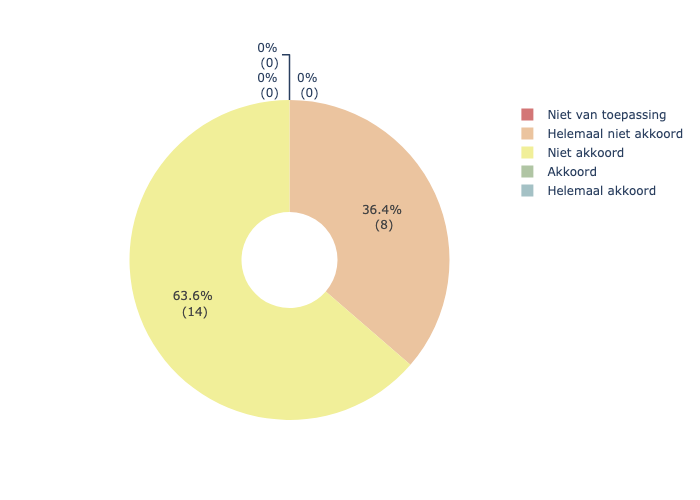 0%
(0)
0%
(0)
0%
(0)
36.4%
(8)
63.6%
(14)
Niet van toepassing
Helemaal niet akkoord
Niet akkoord
Akkoord
Helemaal akkoord